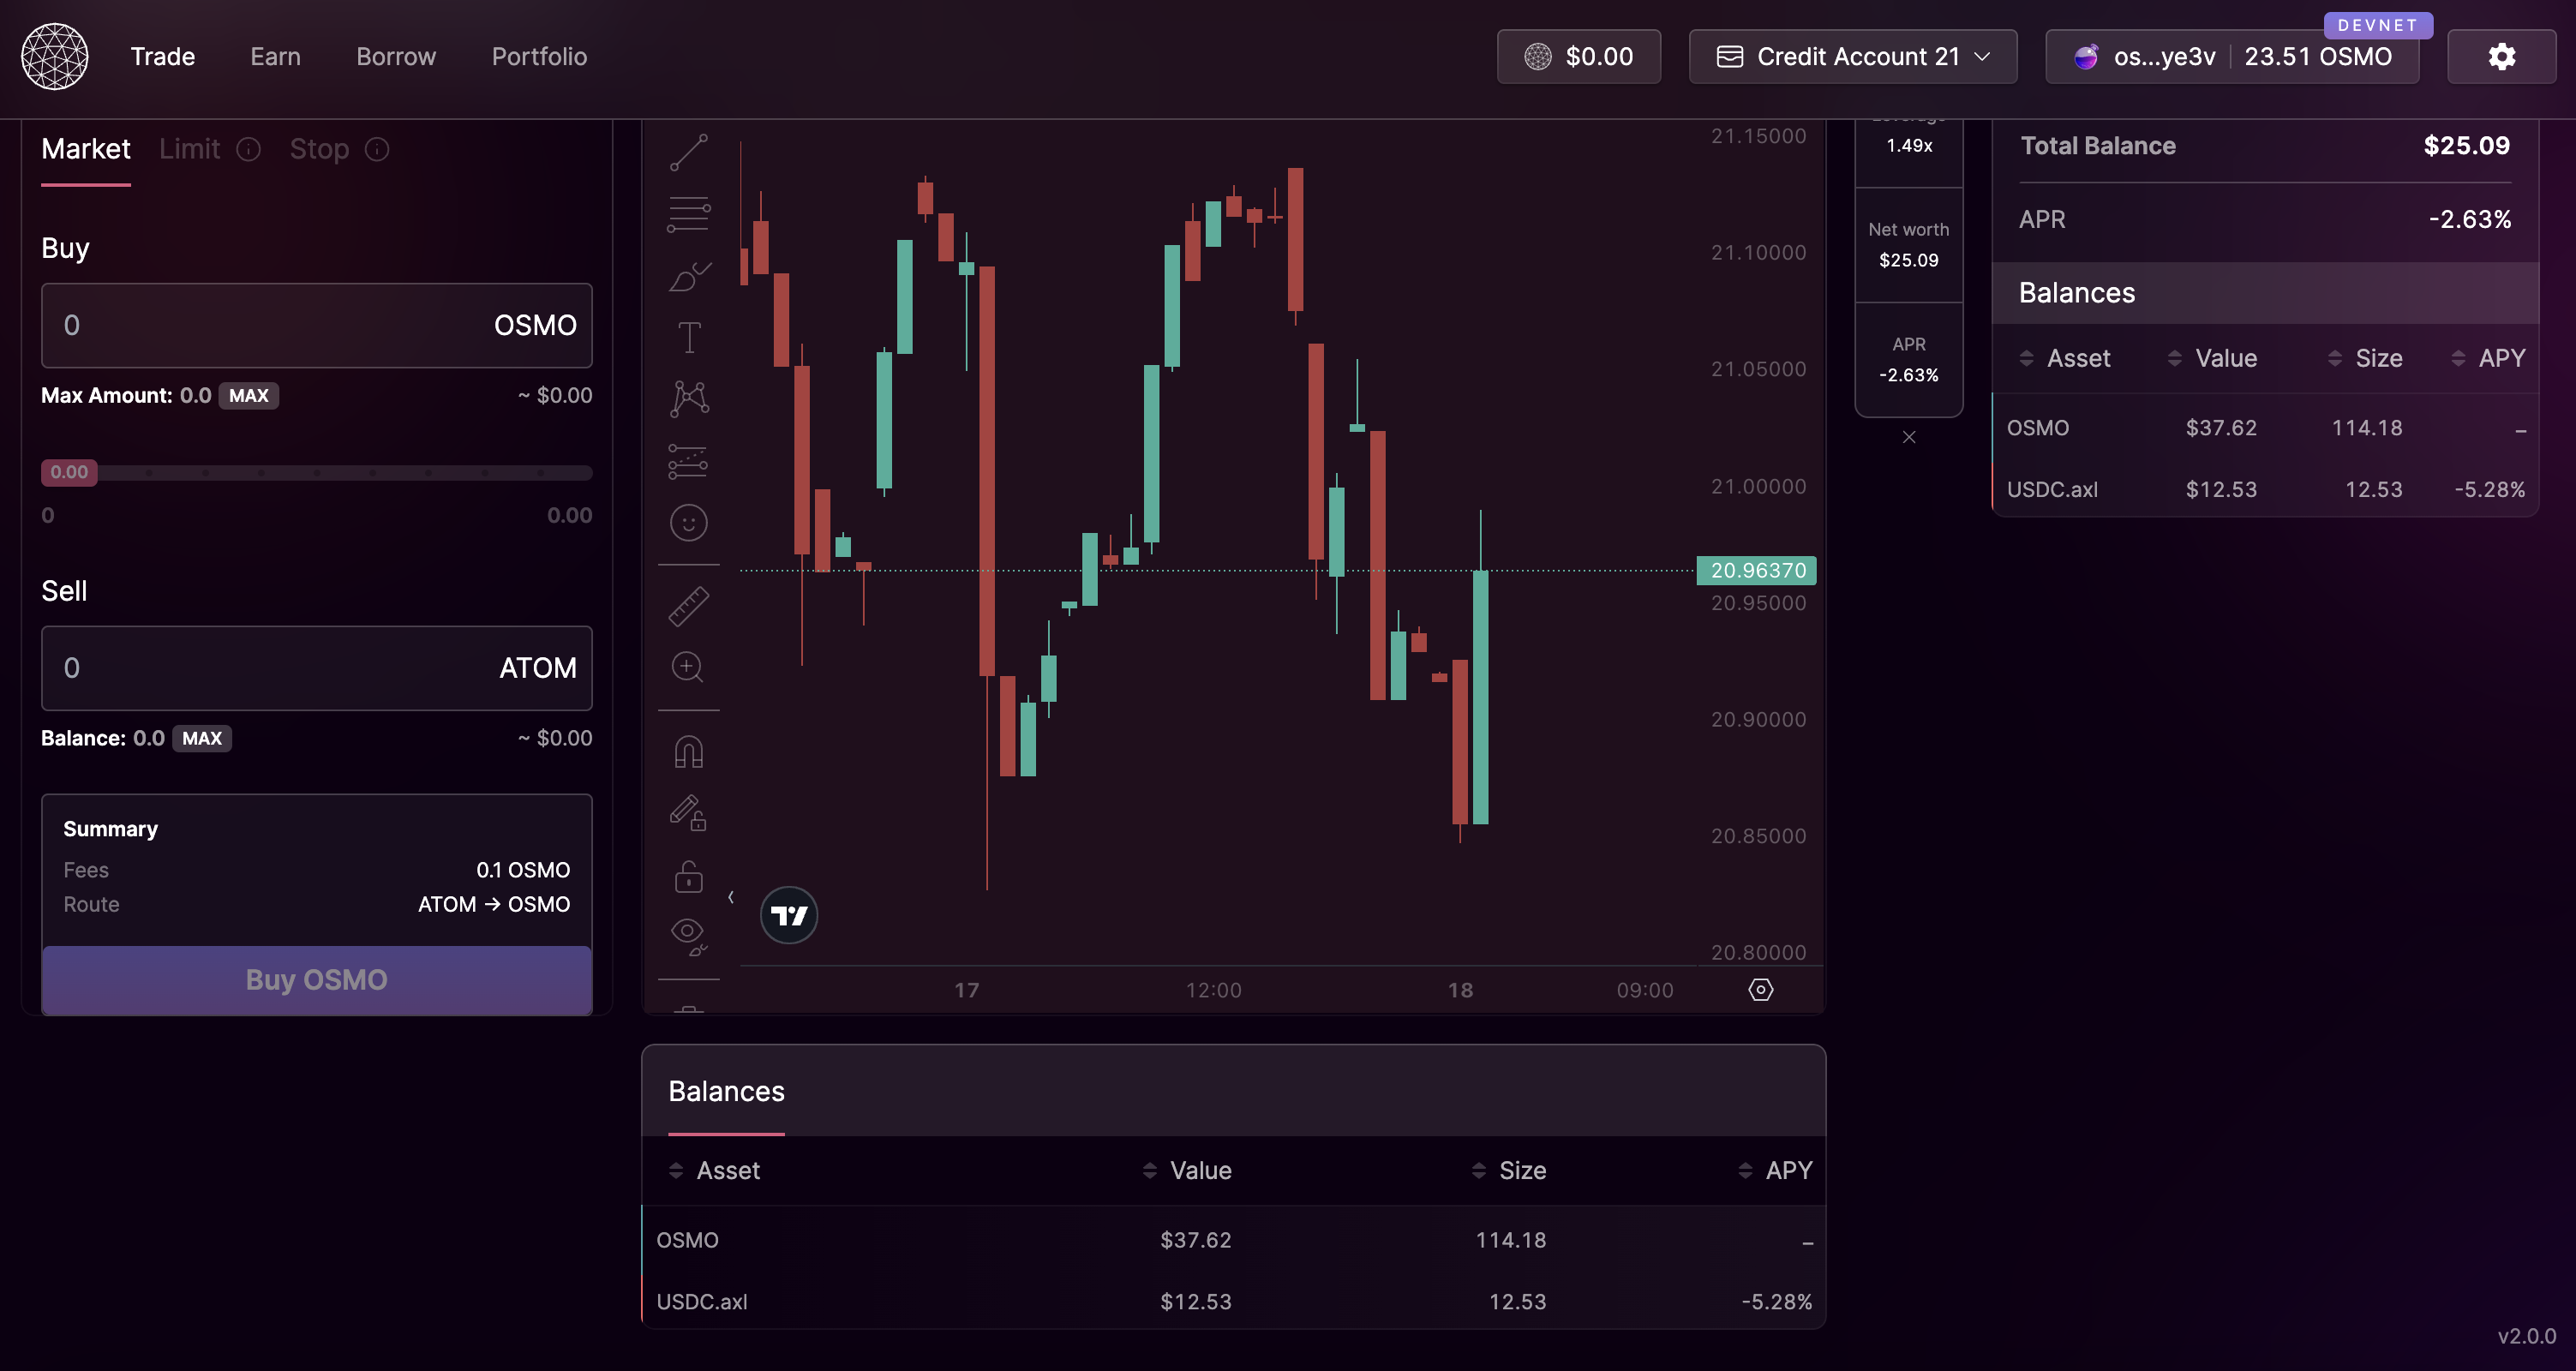 Trade Earn Borrow Portfolio
$0.00
Credit Account 21
DEVNET
os...ye3v 23.51 OSMO
Market Limit Stop
Buy
0 OSMO
Max Amount: 0.0 MAX ~ $0.00
0.00
0 0.00
Sell
0 ATOM
Balance: 0.0 MAX ~ $0.00
Summary
Fees 0.1 OSMO
Route ATOM → OSMO
Buy OSMO
21.15000
21.10000
21.05000
21.00000
20.96370
20.95000
20.90000
20.85000
20.80000
17 12:00 18 09:00
Leverage
1.49x
Net worth
$25.09
APR
-2.63%
Total Balance $25.09
APR -2.63%
Balances
Asset Value Size APY
OSMO $37.62 114.18 –
USDC.axl $12.53 12.53 -5.28%
Balances
Asset Value Size APY
OSMO $37.62 114.18 –
USDC.axl $12.53 12.53 -5.28%
v2.0.0